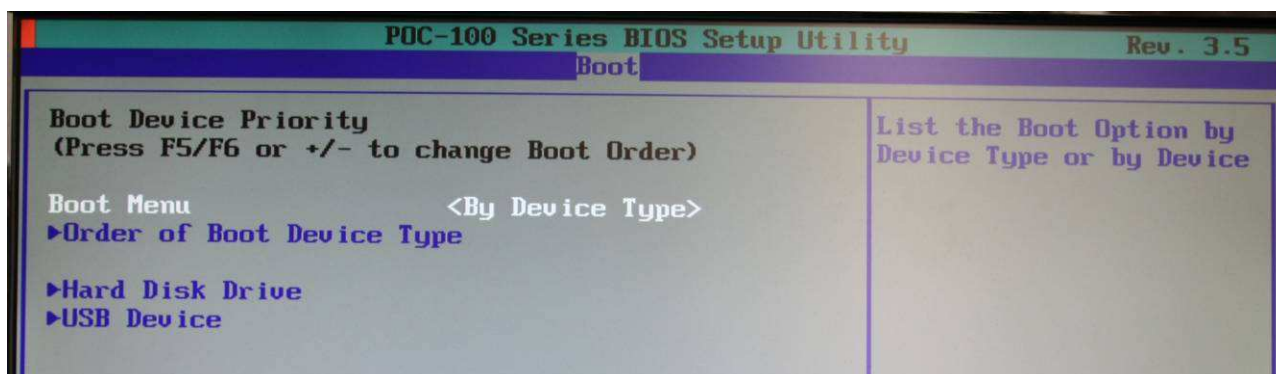 POC-100 Series BIOS Setup Utility Rev. 3.5
Boot
Boot Device Priority
(Press F5/F6 or +/- to change Boot Order)
Boot Menu <By Device Type>
▶Order of Boot Device Type
▶Hard Disk Drive
▶USB Device
List the Boot Option by
Device Type or by Device